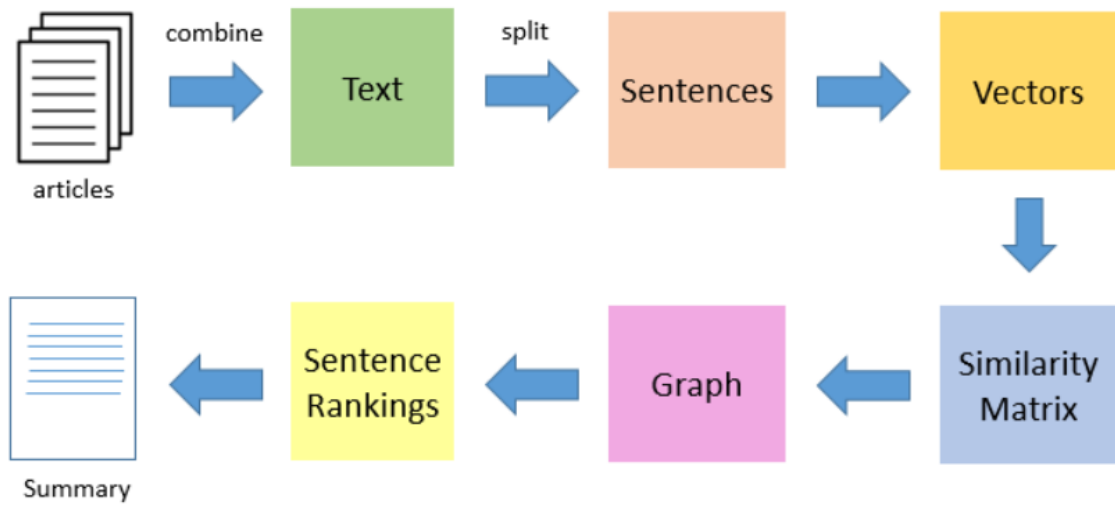 combine
split
Text
Sentences
Vectors
articles
Sentence
Rankings
Graph
Similarity
Matrix
Summary